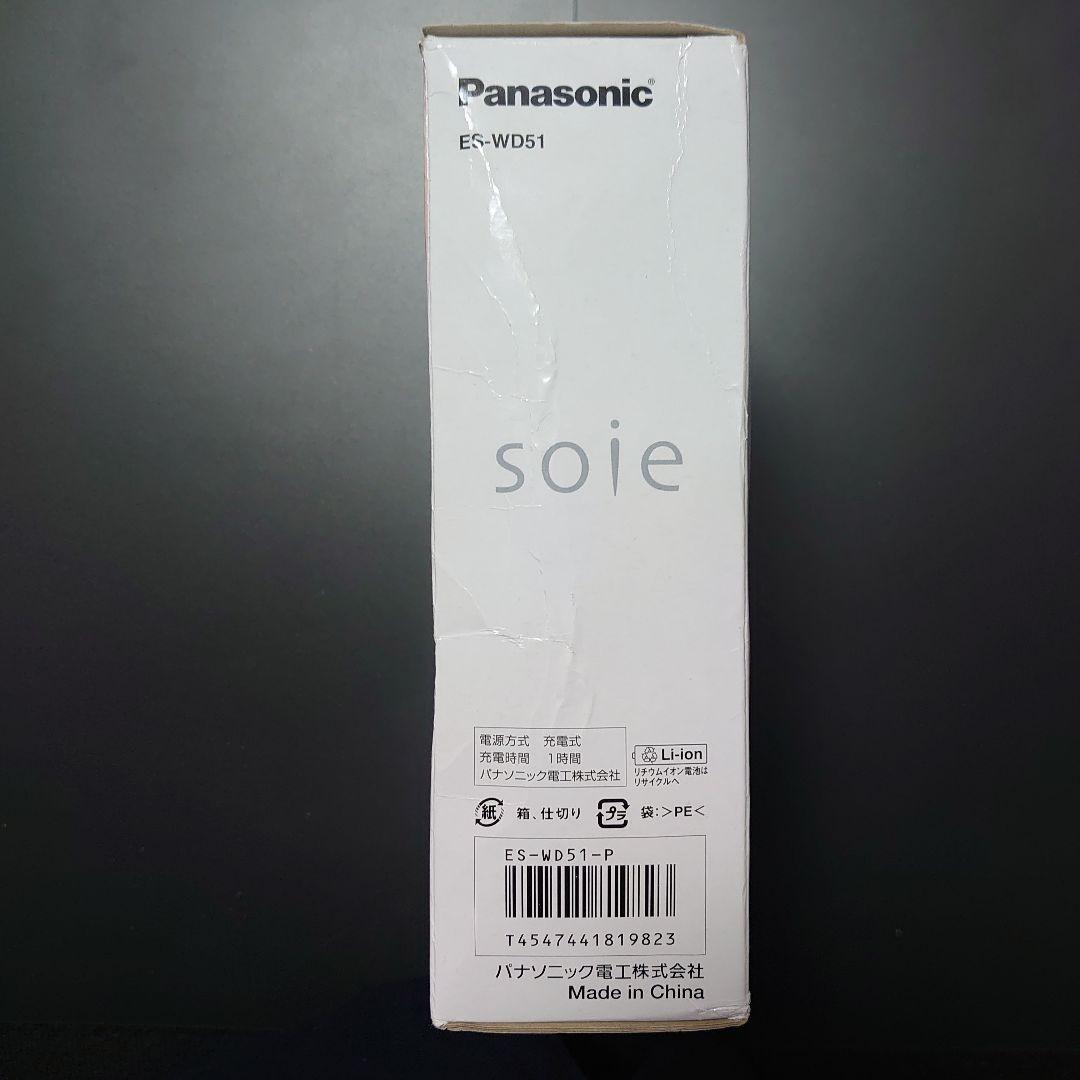 Panasonic®
ES-WD51
soie
電源方式 充電式
充電時間 1時間
パナソニック電工株式会社
Li-ion
リチウムイオン電池は
リサイクルへ
紙 箱、仕切り プラ 袋:>PE<
ES-WD51-P
T4547441819823
パナソニック電工株式会社
Made in China